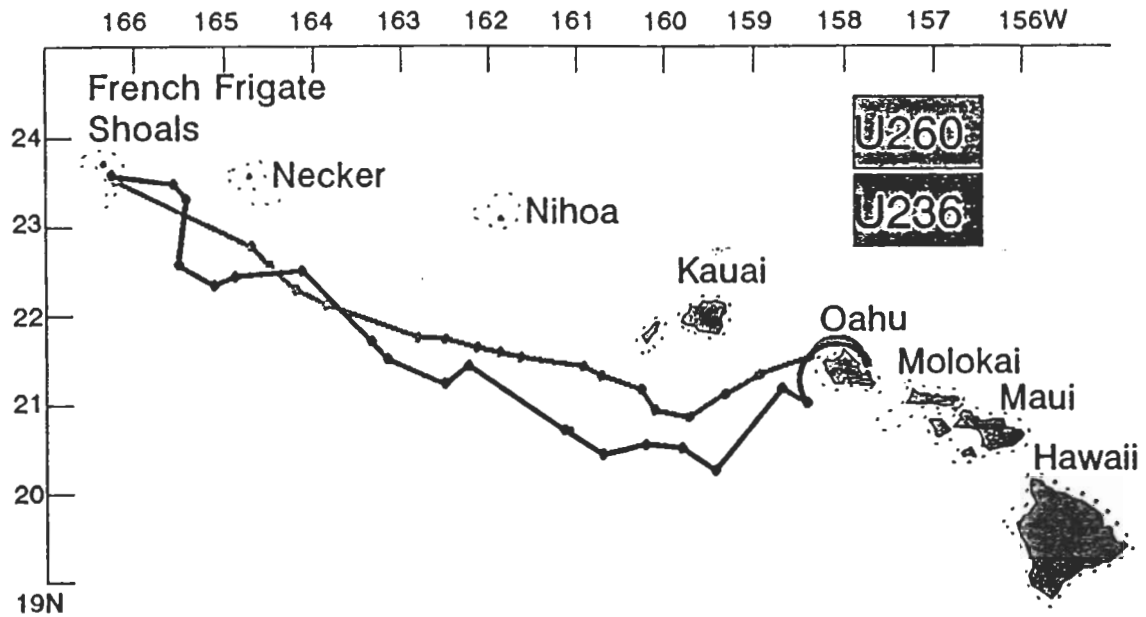 166 165 164 163 162 161 160 159 158 157 156W
French Frigate
Shoals
24
U260
Necker
23
Nihoa
U236
Kauai
22
Oahu
Molokai
21
Maui
Hawaii
20
19N